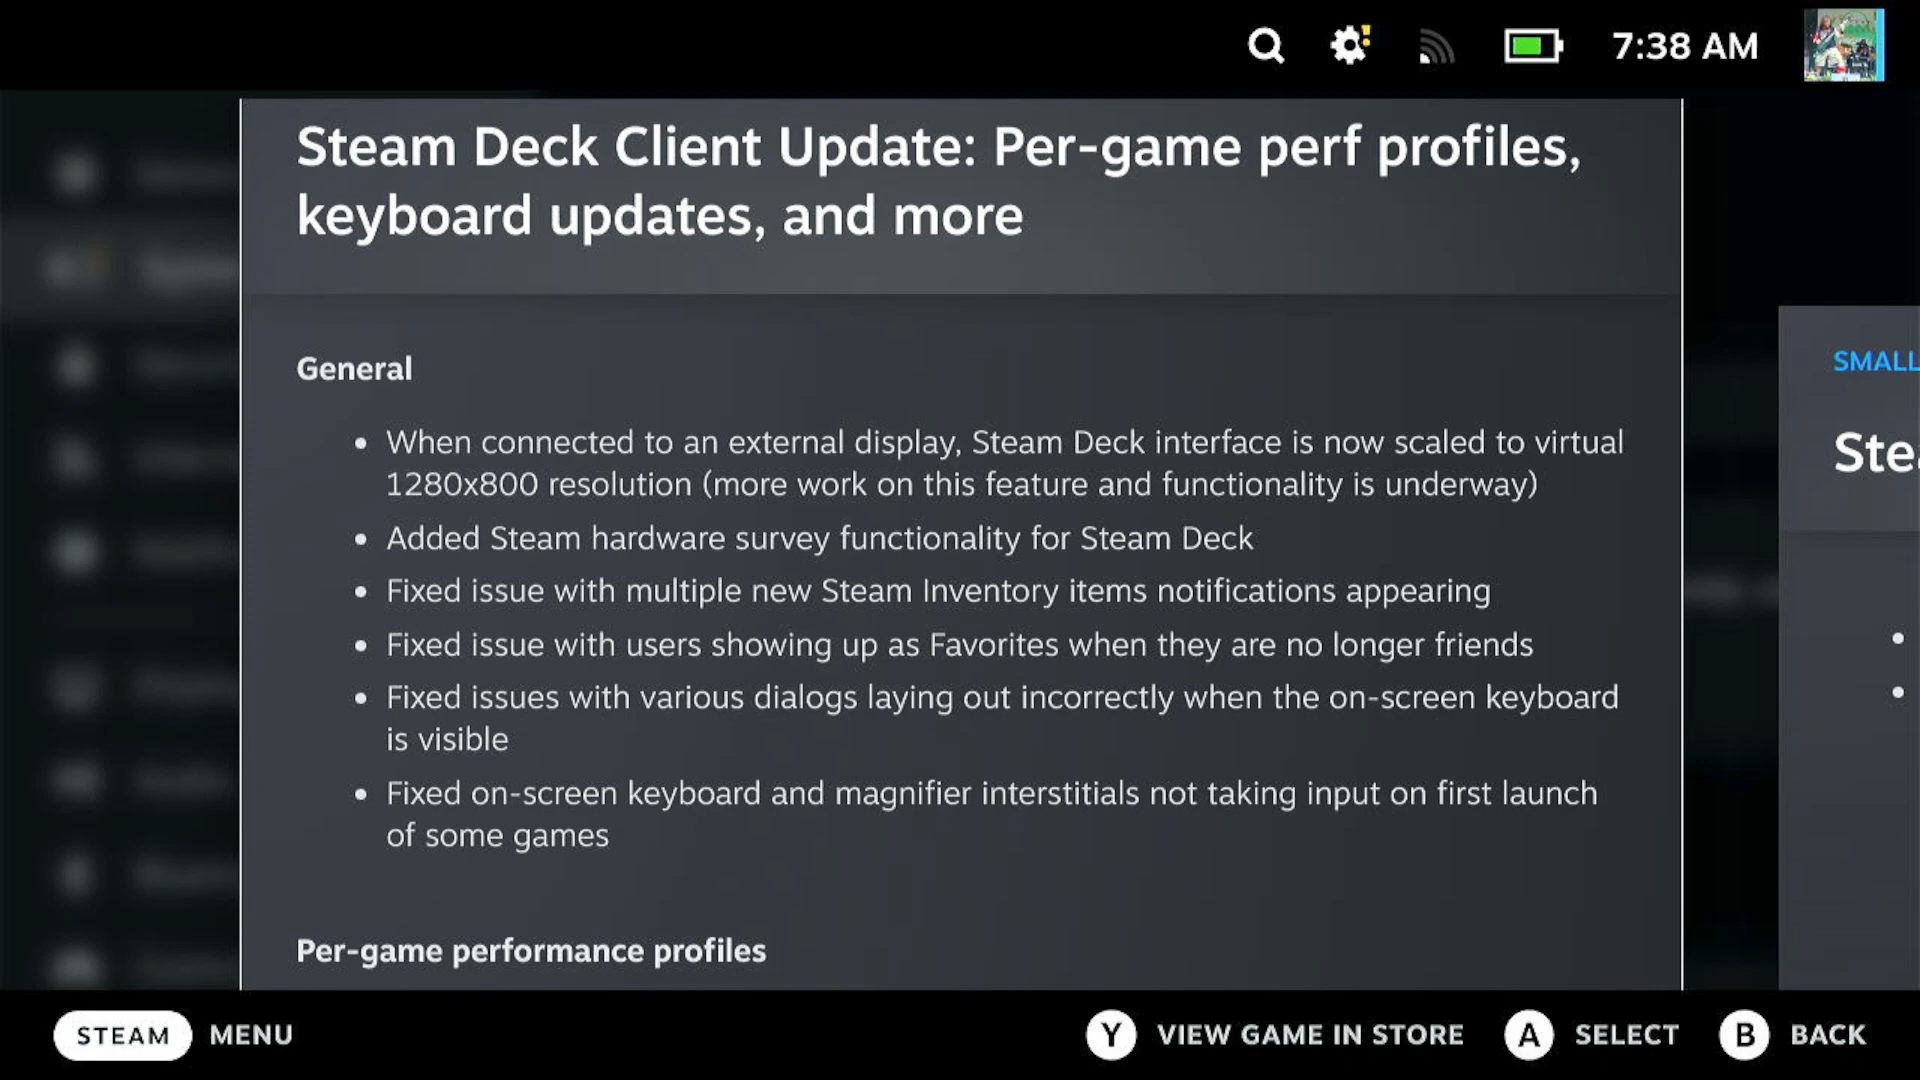 7:38 AM
Steam Deck Client Update: Per-game perf profiles,
keyboard updates, and more
General
• When connected to an external display, Steam Deck interface is now scaled to virtual
1280x800 resolution (more work on this feature and functionality is underway)
• Added Steam hardware survey functionality for Steam Deck
• Fixed issue with multiple new Steam Inventory items notifications appearing
• Fixed issue with users showing up as Favorites when they are no longer friends
• Fixed issues with various dialogs laying out incorrectly when the on-screen keyboard
is visible
• Fixed on-screen keyboard and magnifier interstitials not taking input on first launch
of some games
Per-game performance profiles
SMALL
Ste
STEAM MENU
Y VIEW GAME IN STORE A SELECT B BACK